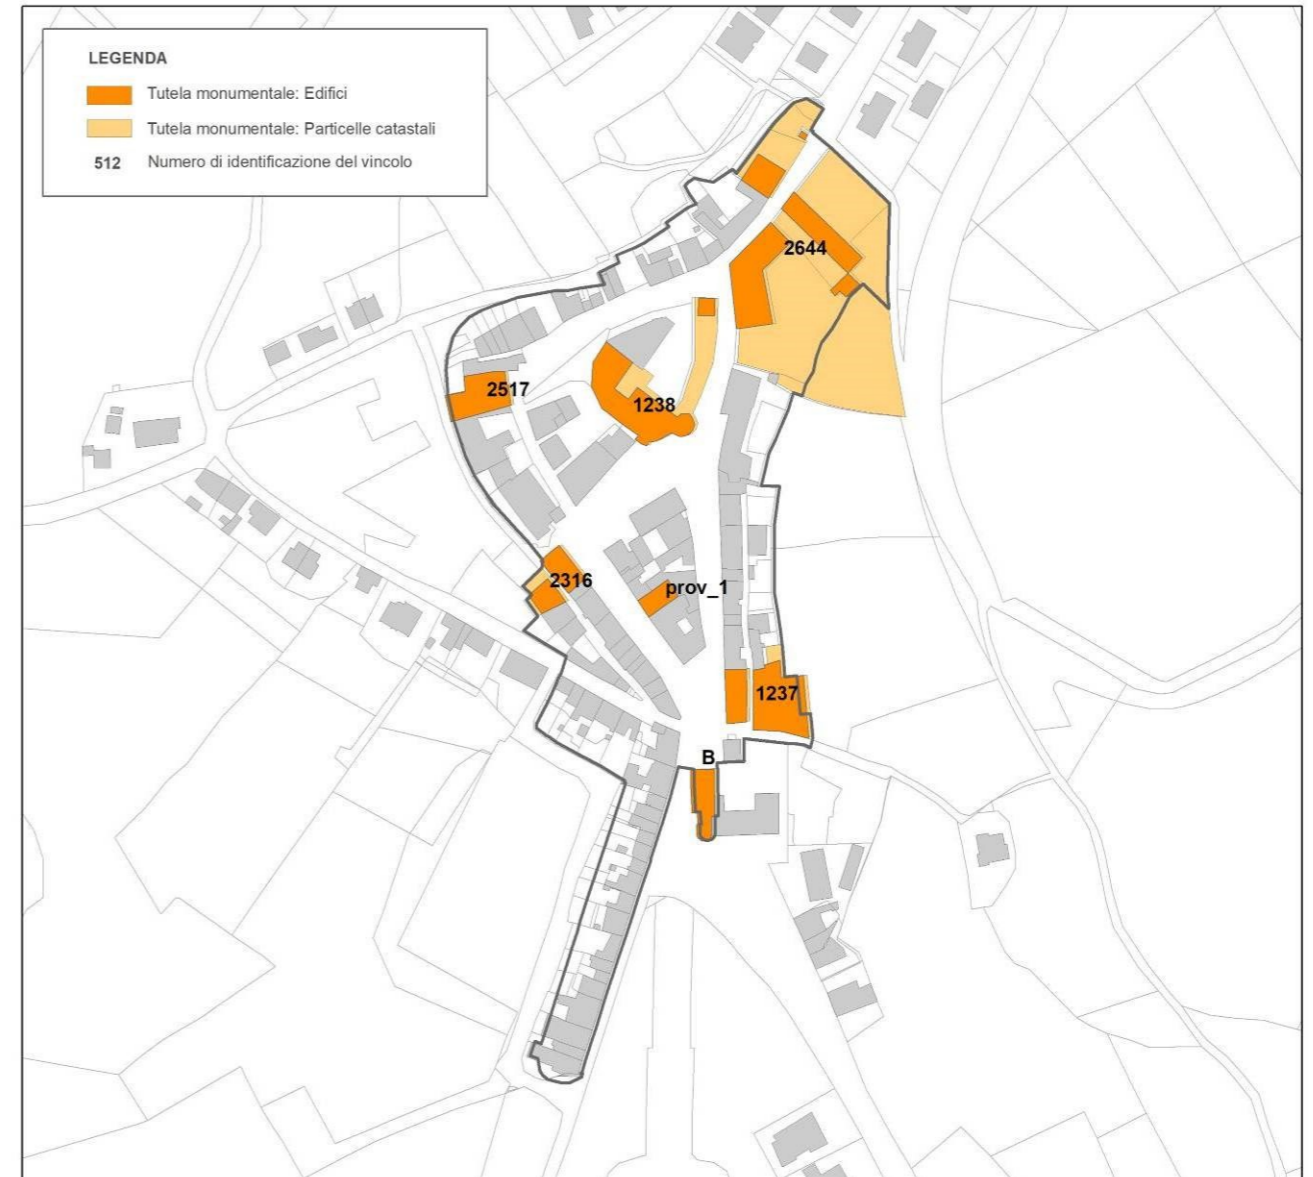 LEGENDA
Tutela monumentale: Edifici
Tutela monumentale: Particelle catastali
512 Numero di identificazione del vincolo
2644
2517
1238
2316
prov_1
1237
B